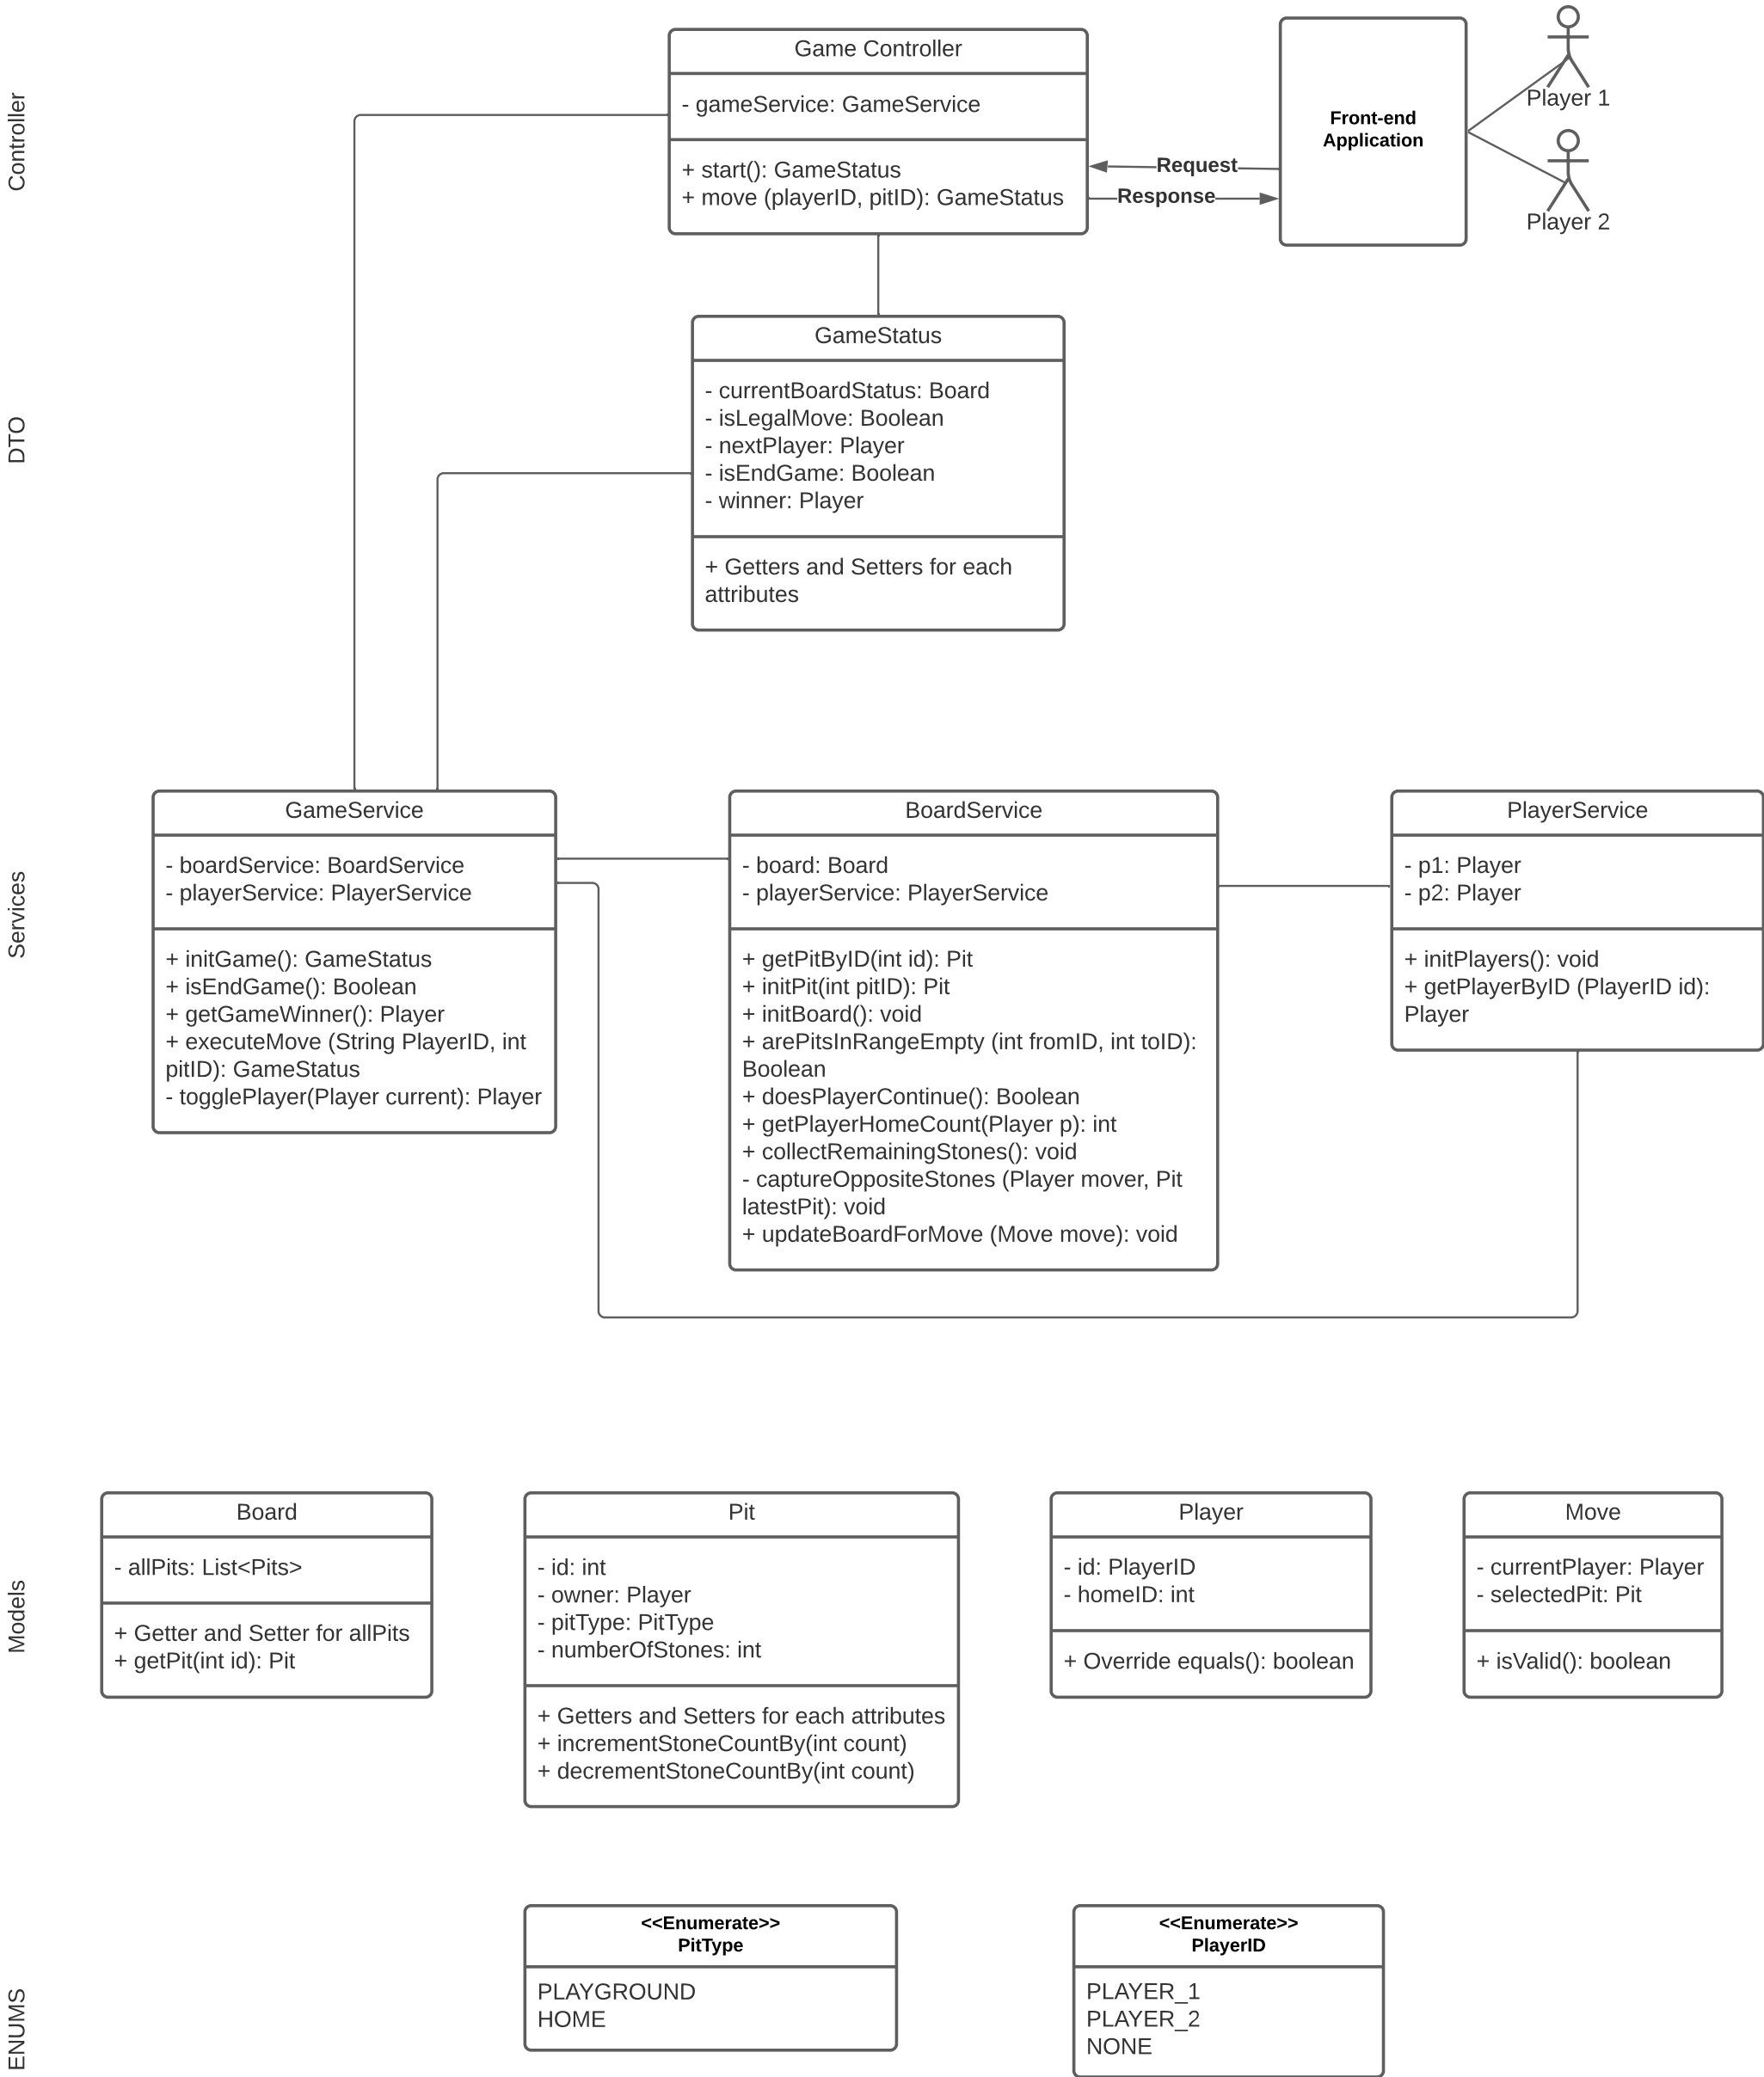 Controller
Game Controller
- gameService: GameService
+ start(): GameStatus
+ move (playerID, pitID): GameStatus
Request
Response
Front-end
Application
Player 1
Player 2
DTO
GameStatus
- currentBoardStatus: Board
- isLegalMove: Boolean
- nextPlayer: Player
- isEndGame: Boolean
- winner: Player
+ Getters and Setters for each
attributes
Services
GameService
- boardService: BoardService
- playerService: PlayerService
+ initGame(): GameStatus
+ isEndGame(): Boolean
+ getGameWinner(): Player
+ executeMove (String PlayerID, int
pitID): GameStatus
- togglePlayer(Player current): Player
BoardService
- board: Board
- playerService: PlayerService
+ getPitByID(int id): Pit
+ initPit(int pitID): Pit
+ initBoard(): void
+ arePitsInRangeEmpty (int fromID, int toID):
Boolean
+ doesPlayerContinue(): Boolean
+ getPlayerHomeCount(Player p): int
+ collectRemainingStones(): void
- captureOppositeStones (Player mover, Pit
latestPit): void
+ updateBoardForMove (Move move): void
PlayerService
- p1: Player
- p2: Player
+ initPlayers(): void
+ getPlayerByID (PlayerID id):
Player
Models
Board
- allPits: List<Pits>
+ Getter and Setter for allPits
+ getPit(int id): Pit
Pit
- id: int
- owner: Player
- pitType: PitType
- numberOfStones: int
+ Getters and Setters for each attributes
+ incrementStoneCountBy(int count)
+ decrementStoneCountBy(int count)
Player
- id: PlayerID
- homeID: int
+ Override equals(): boolean
Move
- currentPlayer: Player
- selectedPit: Pit
+ isValid(): boolean
ENUMS
<<Enumerate>>
PitType
PLAYGROUND
HOME
<<Enumerate>>
PlayerID
PLAYER_1
PLAYER_2
NONE